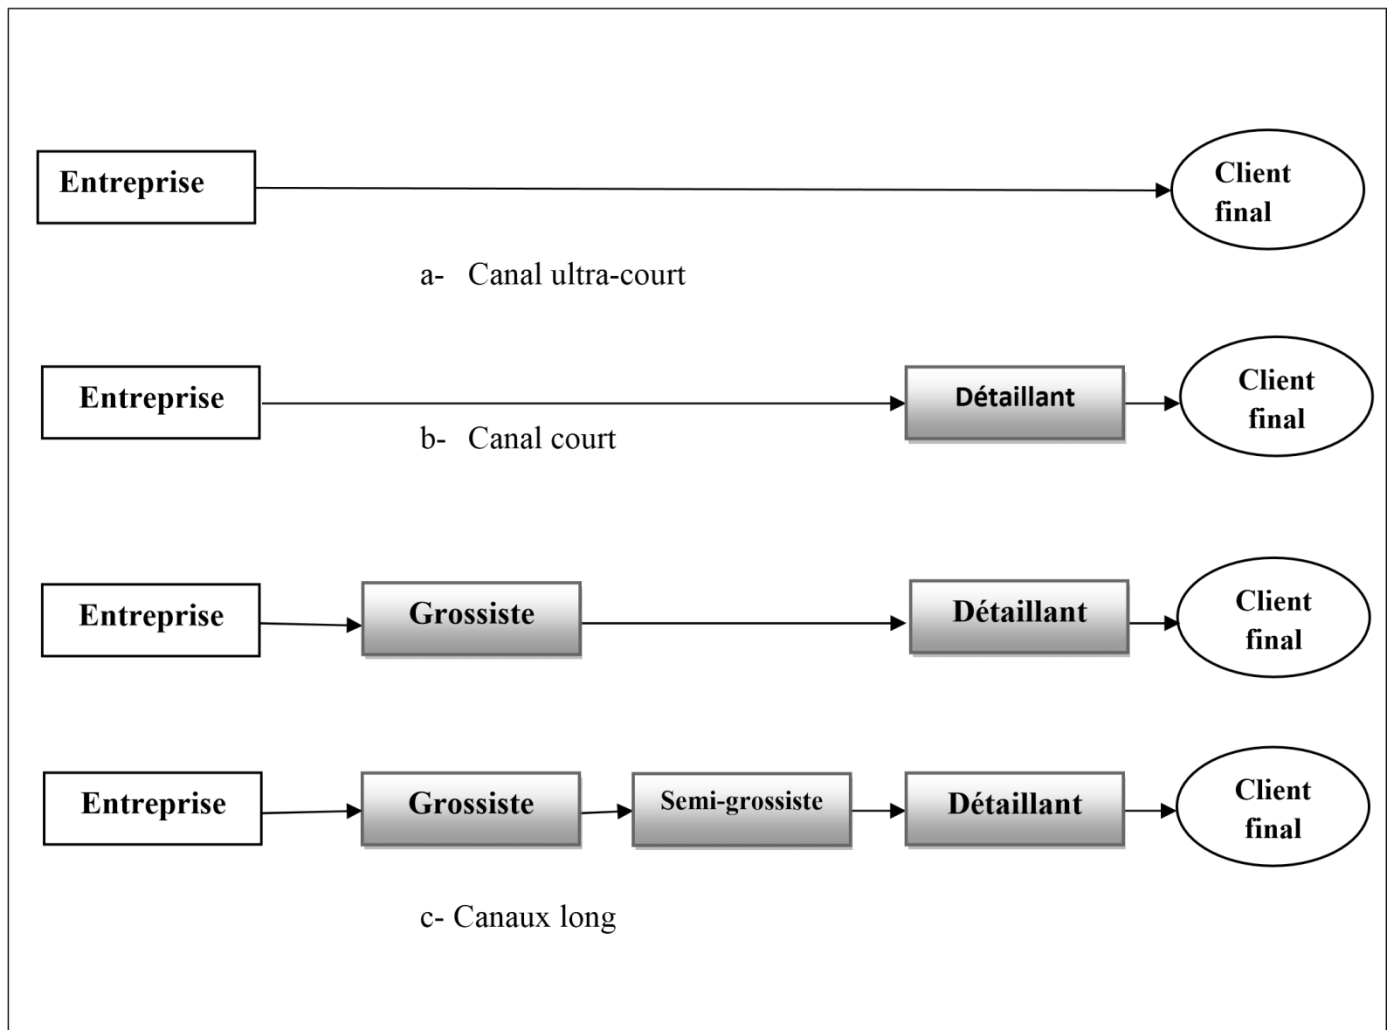 Entreprise
Client
final
a- Canal ultra-court
Entreprise
Détaillant
Client
final
b- Canal court
Entreprise
Grossiste
Détaillant
Client
final
Entreprise
Grossiste
Semi-grossiste
Détaillant
Client
final
c- Canaux long